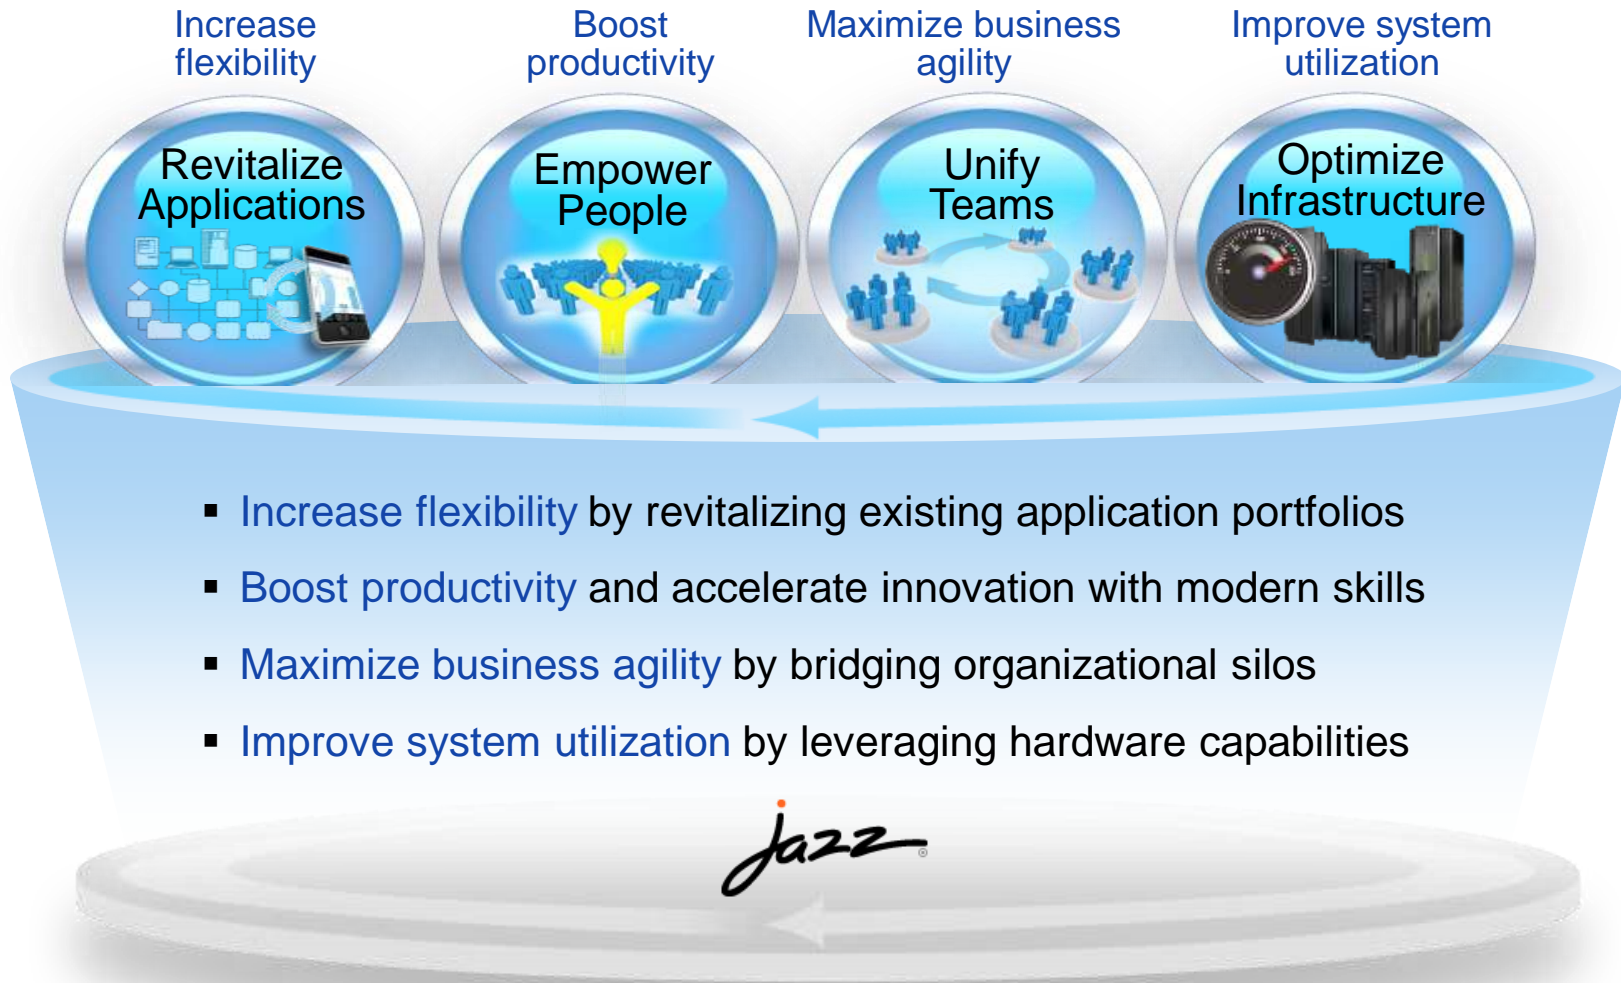 Increase
flexibility
Boost
productivity
Maximize business
agility
Improve system
utilization
Revitalize
Applications
Empower
People
Unify
Teams
Optimize
Infrastructure
▪ Increase flexibility by revitalizing existing application portfolios
▪ Boost productivity and accelerate innovation with modern skills
▪ Maximize business agility by bridging organizational silos
▪ Improve system utilization by leveraging hardware capabilities
jazz®